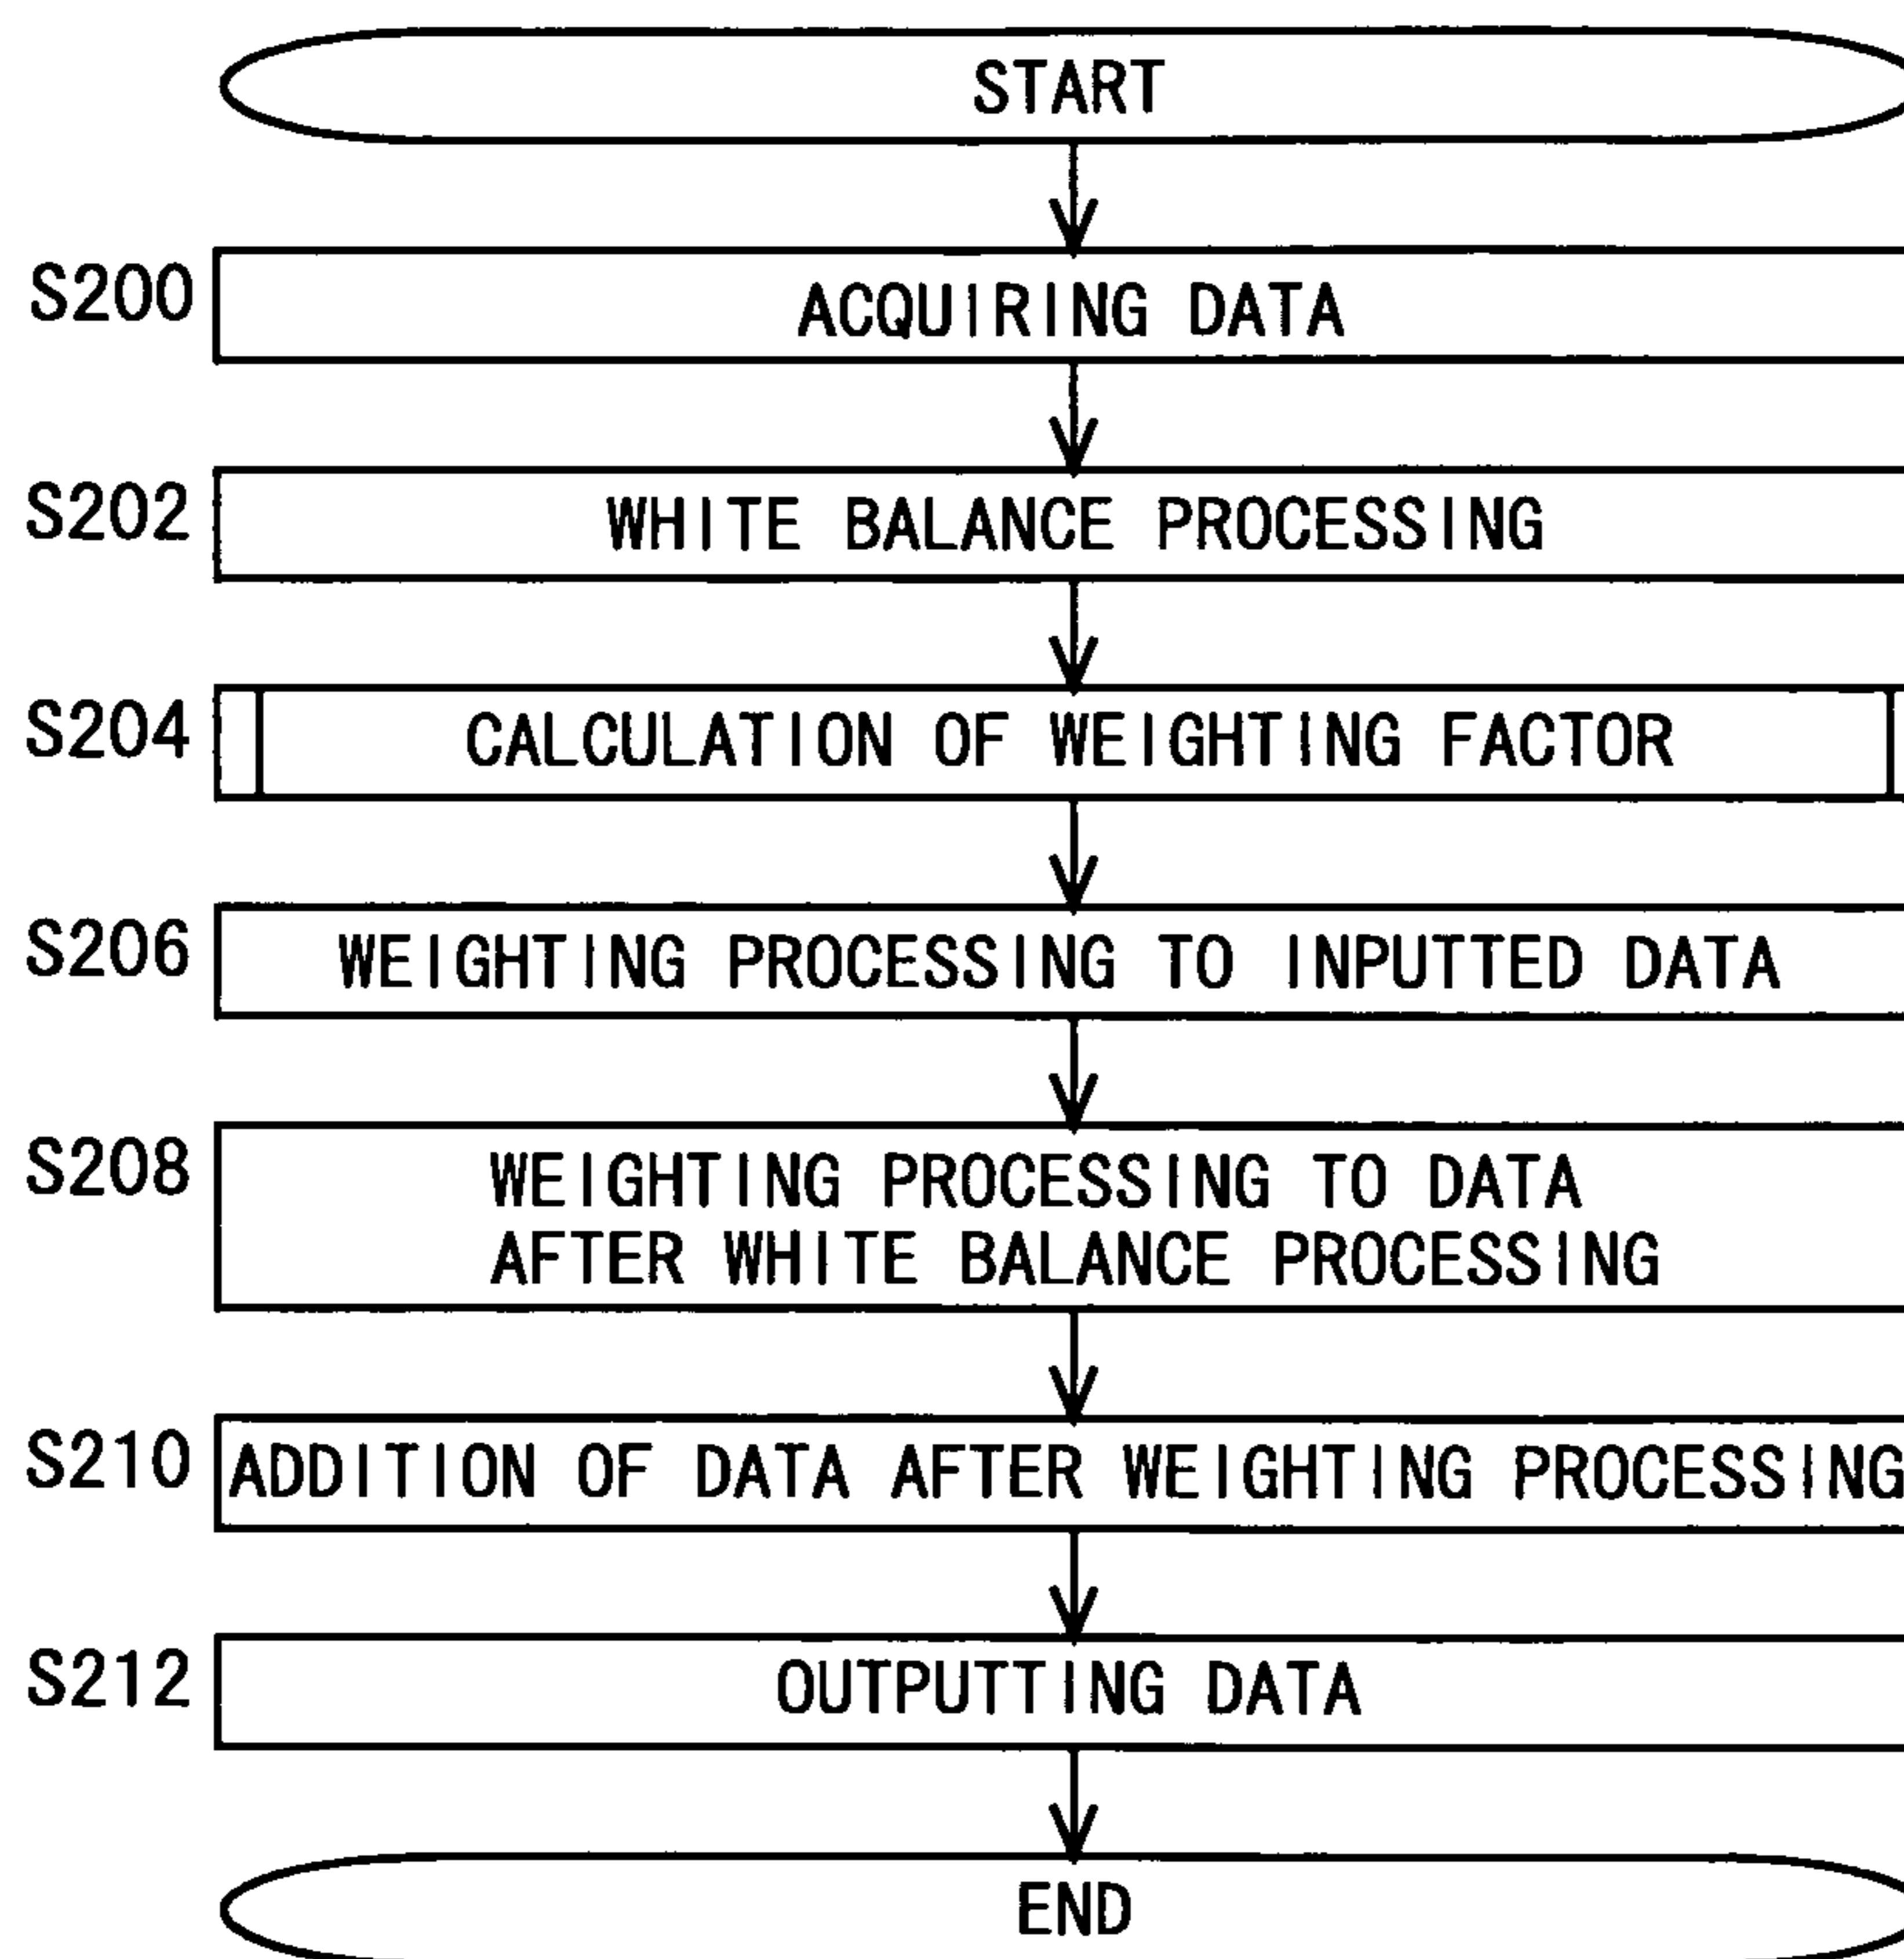 START
S200 ACQUIRING DATA
S202 WHITE BALANCE PROCESSING
S204 CALCULATION OF WEIGHTING FACTOR
S206 WEIGHTING PROCESSING TO INPUTTED DATA
S208 WEIGHTING PROCESSING TO DATA
AFTER WHITE BALANCE PROCESSING
S210 ADDITION OF DATA AFTER WEIGHTING PROCESSING
S212 OUTPUTTING DATA
END